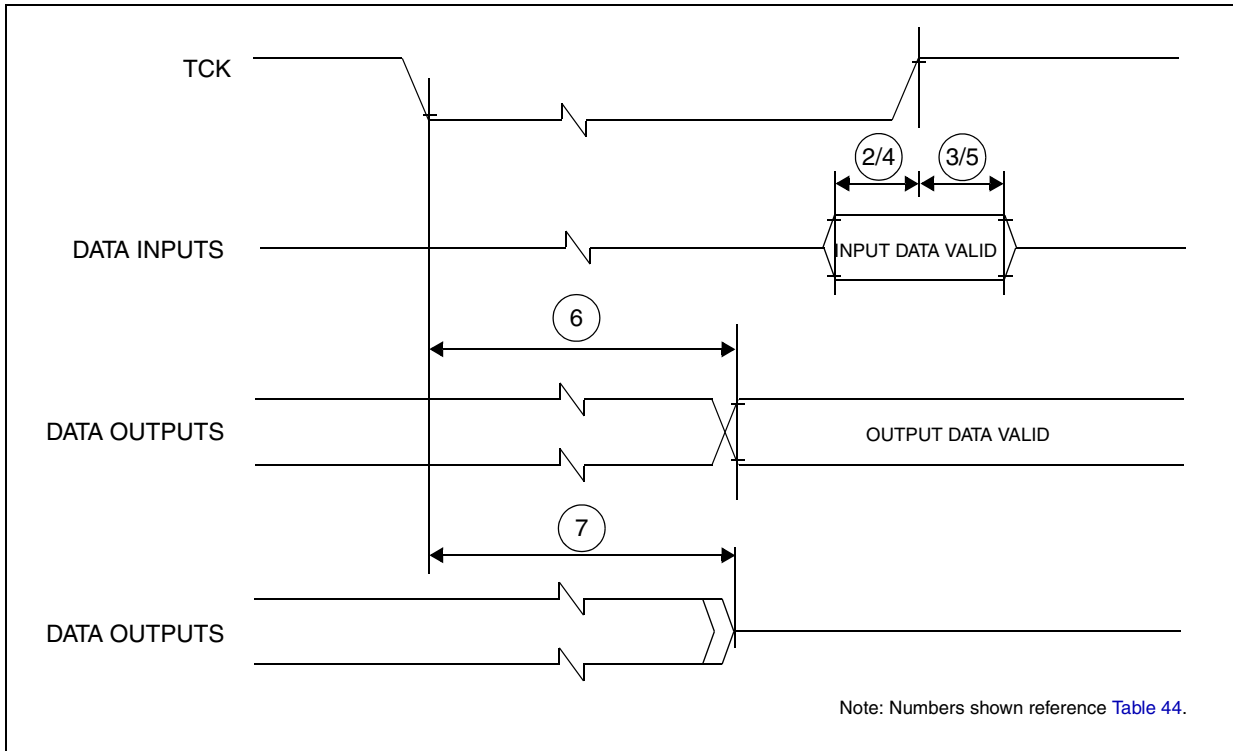 TCK
2/4
3/5
DATA INPUTS
INPUT DATA VALID
6
DATA OUTPUTS
OUTPUT DATA VALID
7
DATA OUTPUTS
Note: Numbers shown reference Table 44.